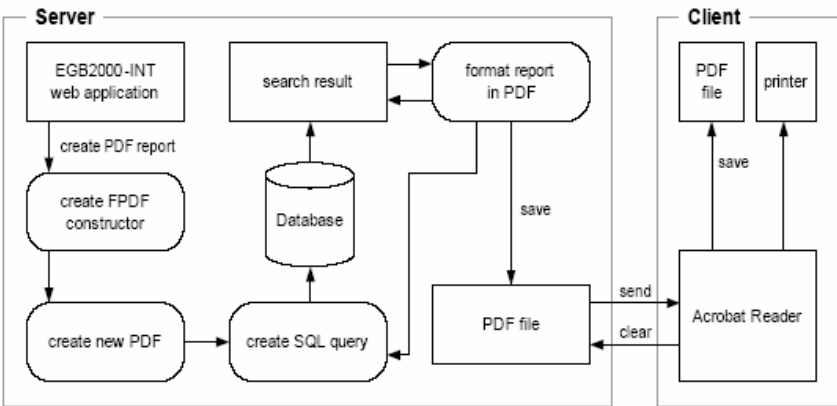 Server
EGB2000-INT
web application
create PDF report
create FPDF
constructor
create new PDF
search result
Database
create SQL query
format report
in PDF
save
PDF file
send
clear
Client
PDF
file
printer
save
Acrobat Reader